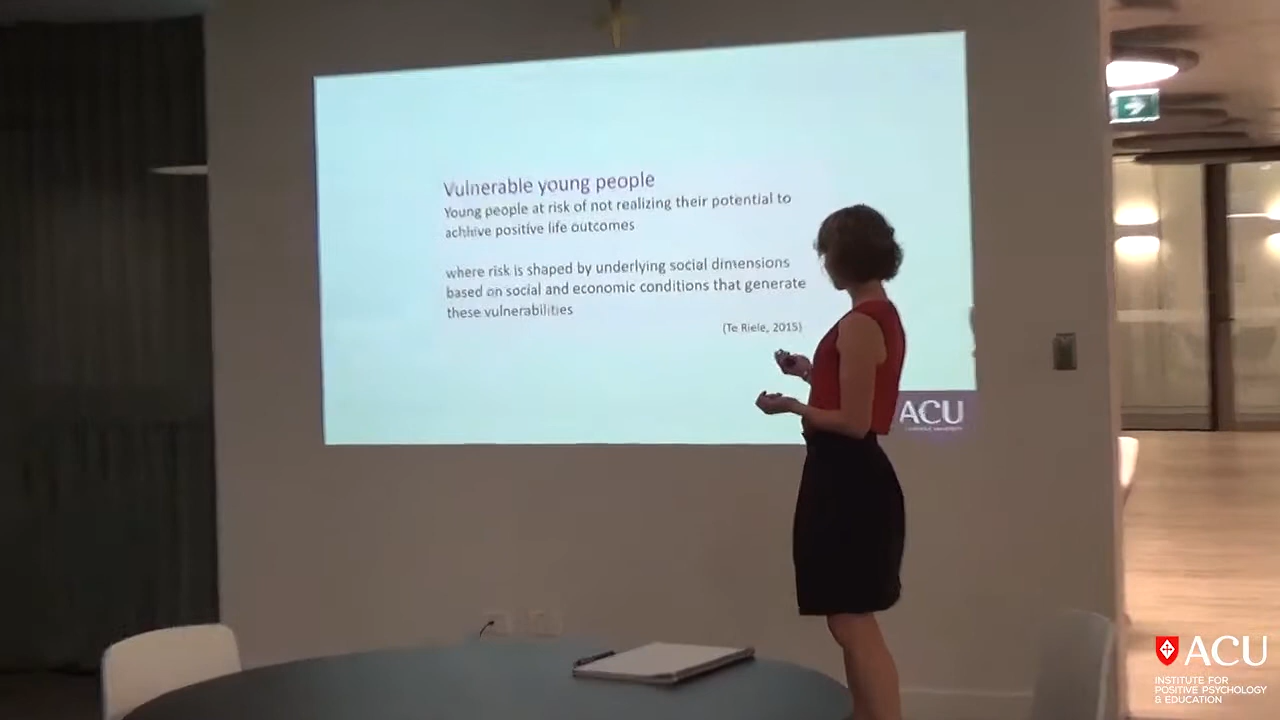 Vulnerable young people
Young people at risk of not realizing their potential to
achhive positive life outcomes
where risk is shaped by underlying social dimensions
based on social and economic conditions that generate
these vulnerabilities
(Te Riele, 2015)
ACU
ACU
INSTITUTE FOR
POSITIVE PSYCHOLOGY
& EDUCATION